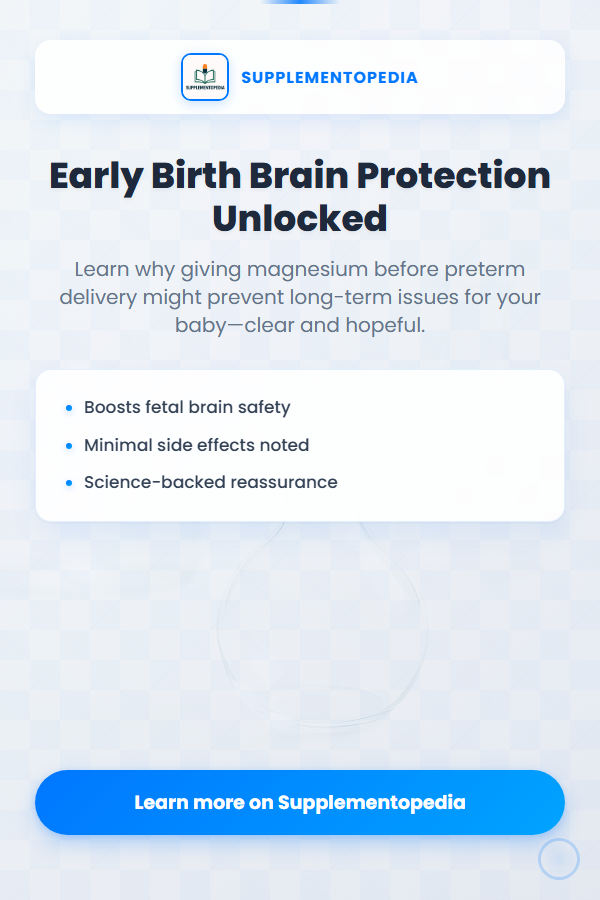 SUPPLEMENTOPEDIA
SUPPLEMENTOPEDIA
Early Birth Brain Protection
Unlocked
Learn why giving magnesium before preterm
delivery might prevent long-term issues for your
baby—clear and hopeful.
Boosts fetal brain safety
Minimal side effects noted
Science-backed reassurance
Learn more on Supplementopedia